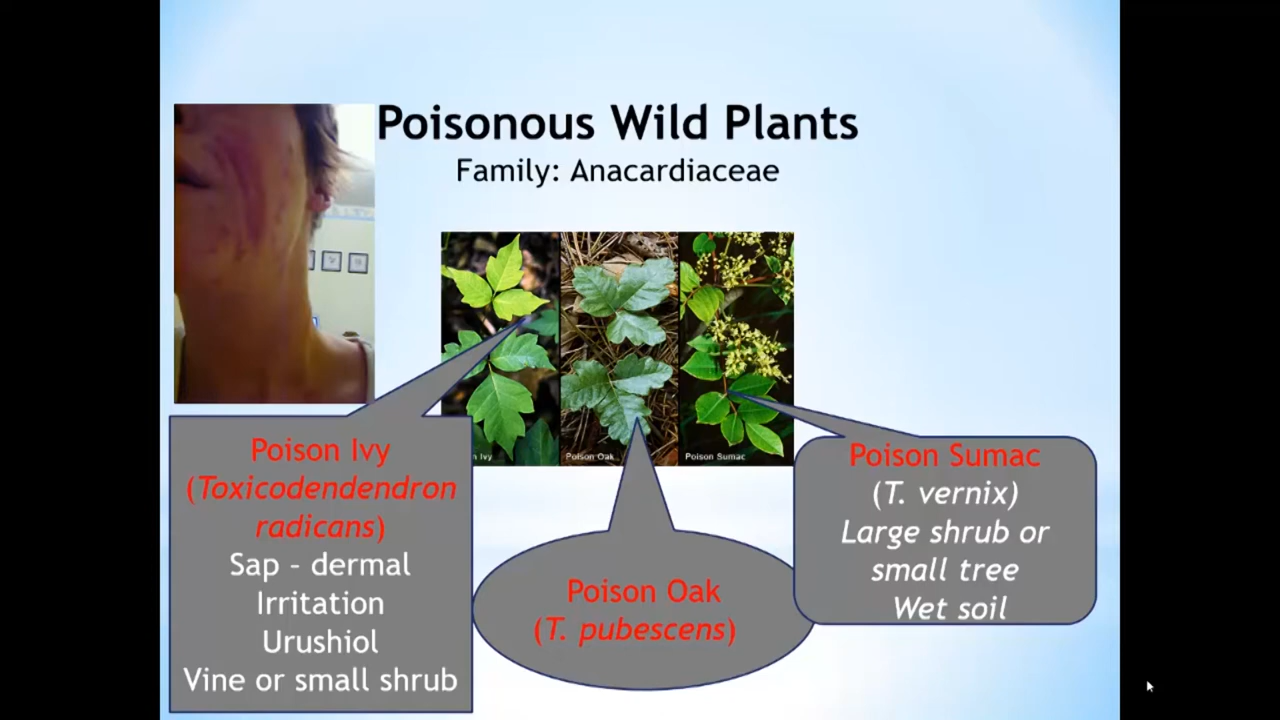 Poisonous Wild Plants
Family: Anacardiaceae
Ivy
Poison Oak
Poison Sumac
Poison Ivy
(Toxicodendendron
radicans)
Sap - dermal
Irritation
Urushiol
Vine or small shrub
Poison Oak
(T. pubescens)
Poison Sumac
(T. vernix)
Large shrub or
small tree
Wet soil